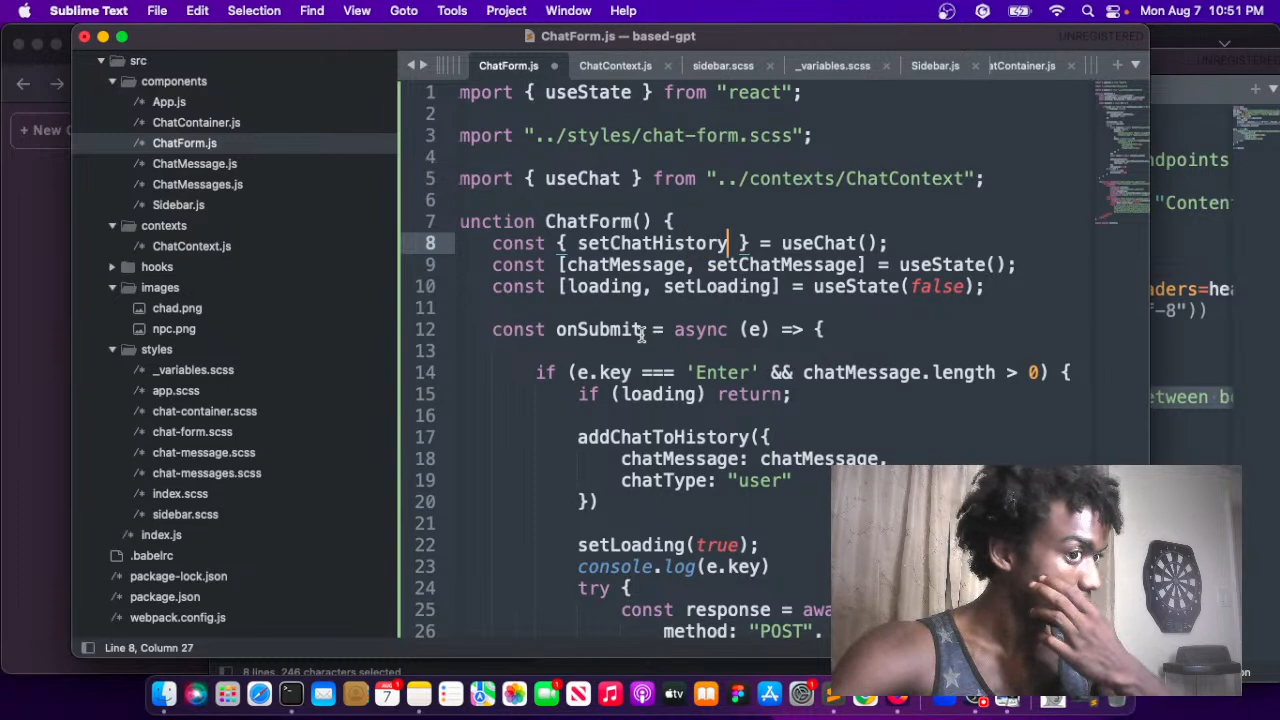 Sublime Text File Edit Selection Find View Goto Tools Project Window Help Mon Aug 7 10:51 PM
ChatForm.js — based-gpt UNREGISTERED
src
components
App.js
ChatContainer.js
ChatForm.js
ChatMessage.js
ChatMessages.js
Sidebar.js
contexts
ChatContext.js
hooks
images
chad.png
npc.png
styles
_variables.scss
app.scss
chat-container.scss
chat-form.scss
chat-message.scss
chat-messages.scss
index.scss
sidebar.scss
index.js
.babelrc
package-lock.json
package.json
webpack.config.js
ChatForm.js ChatContext.js sidebar.scss _variables.scss Sidebar.js atContainer.js
1 mport { useState } from "react";
2
3 mport "../styles/chat-form.scss";
4
5 mport { useChat } from "../contexts/ChatContext";
6
7 unction ChatForm() {
8 const { setChatHistory } = useChat();
9 const [chatMessage, setChatMessage] = useState();
10 const [loading, setLoading] = useState(false);
11
12 const onSubmit = async (e) => {
13
14 if (e.key === 'Enter' && chatMessage.length > 0) {
15 if (loading) return;
16
17 addChatToHistory({
18 chatMessage: chatMessage,
19 chatType: "user"
20 })
21
22 setLoading(true);
23 console.log(e.key)
24 try {
25 const response = awa
26 method: "POST",
+ New C
ndpoints
"Content
aders=hea
"-8"))
etween bo
Line 8, Column 27
8 lines, 246 characters selected